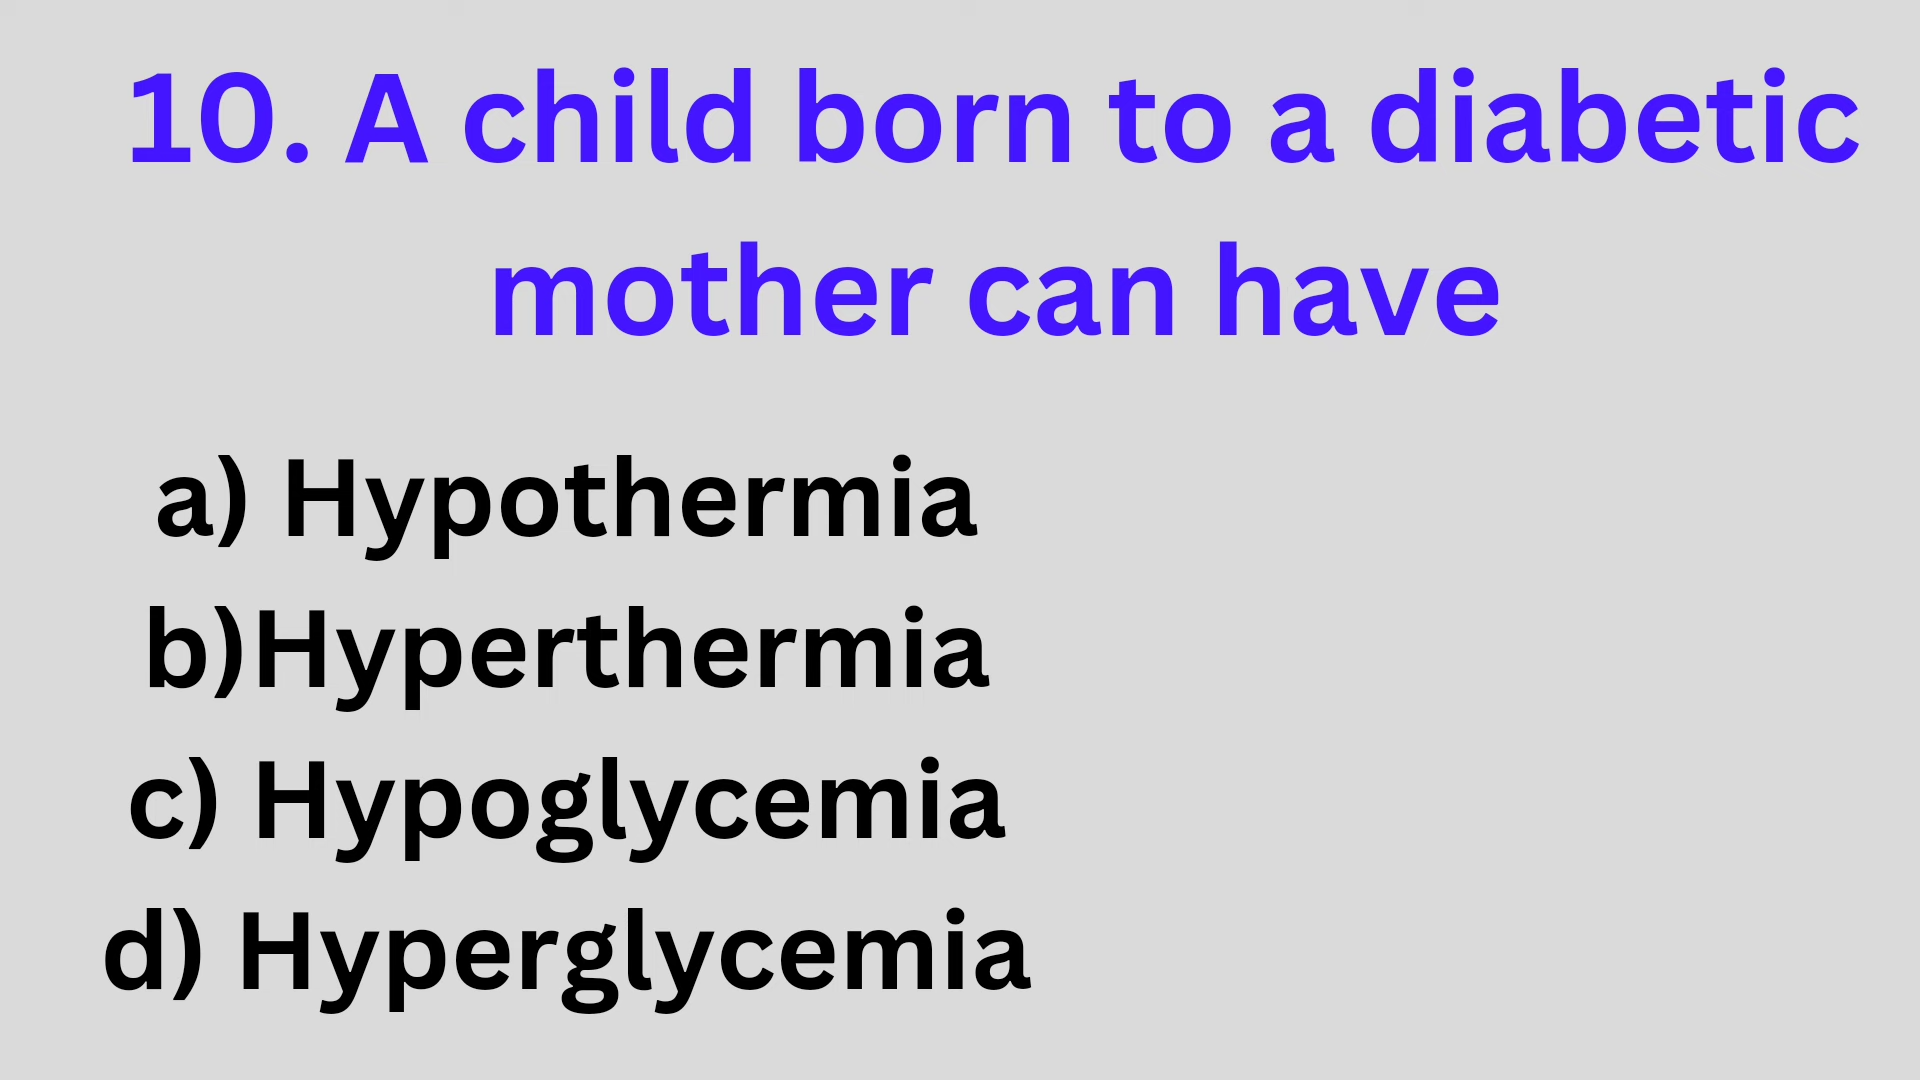 10. A child born to a diabetic
mother can have
a) Hypothermia
b)Hyperthermia
c) Hypoglycemia
d) Hyperglycemia